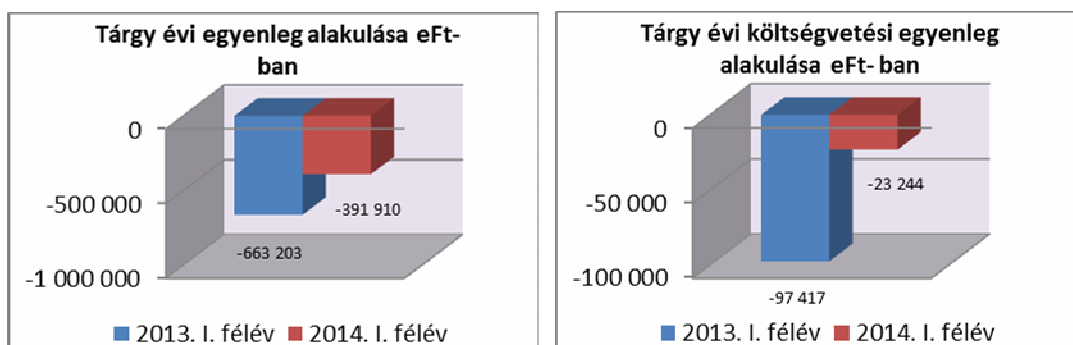 Tárgy évi egyenleg alakulása eFt-
ban
0
-500 000
-1 000 000
-391 910
-663 203
2013. I. félév 2014. I. félév
Tárgy évi költségvetési egyenleg
alakulása eFt- ban
0
-50 000
-100 000
-23 244
-97 417
2013. I. félév 2014. I. félév